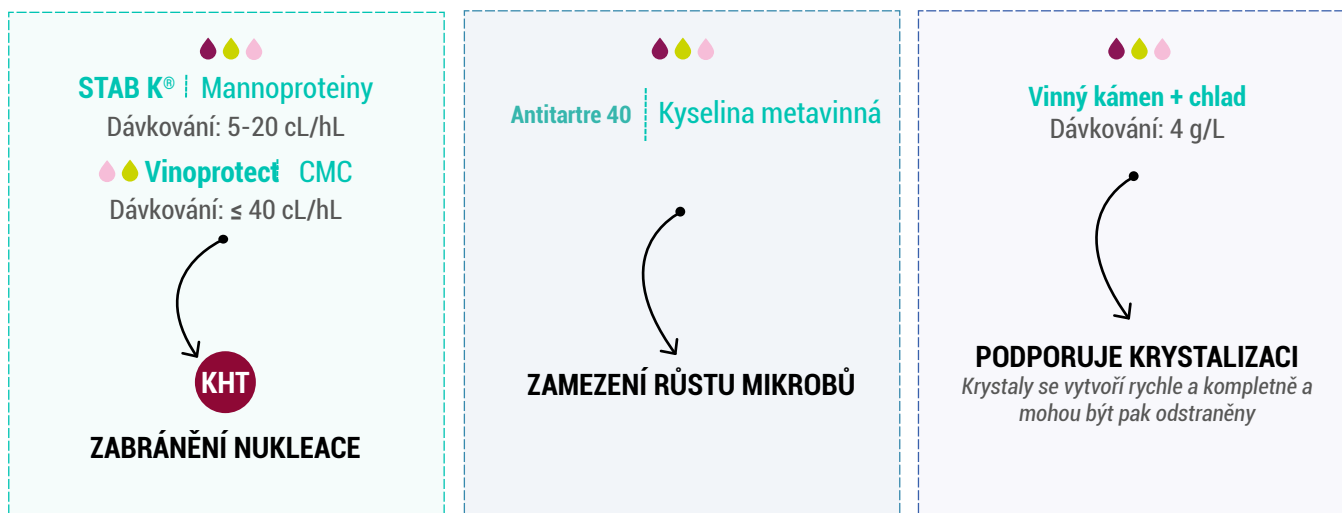 STAB K® | Mannoproteiny
Dávkování: 5-20 cL/hL
Vinoprotect CMC
Dávkování: ≤ 40 cL/hL
KHT
ZABRÁNĚNÍ NUKLEACE
Antitartre 40 | Kyselina metavinná
ZAMEZENÍ RŮSTU MIKROBŮ
Vinný kámen + chlad
Dávkování: 4 g/L
PODPORUJE KRYSTALIZACI
Krystaly se vytvoří rychle a kompletně a
mohou být pak odstraněny